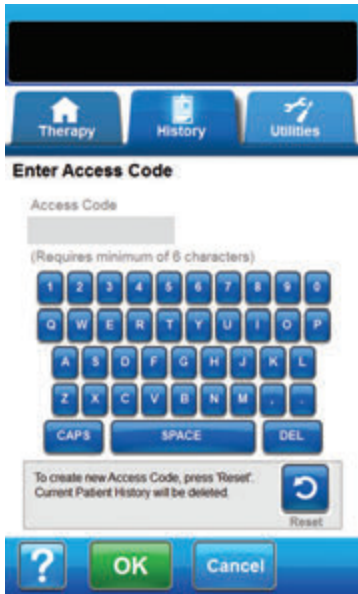 Therapy History Utilities
Enter Access Code
Access Code
(Requires minimum of 6 characters)
1 2 3 4 5 6 7 8 9 0
Q W E R T Y U I O P
A S D F G H J K L
Z X C V B N M , .
CAPS SPACE DEL
To create new Access Code, press 'Reset'.
Current Patient History will be deleted
Reset
? OK Cancel